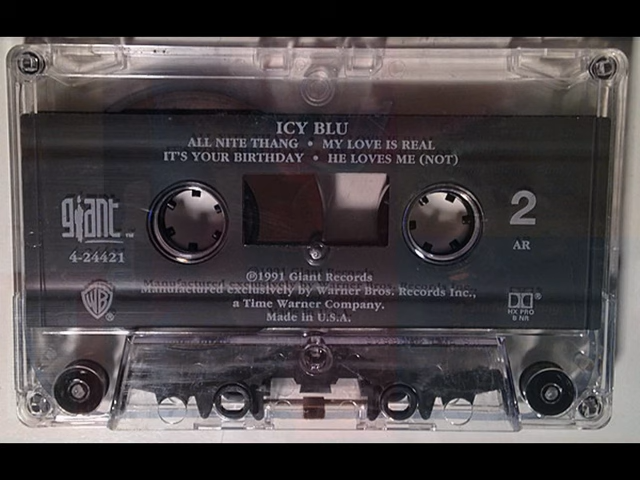 ICY BLU
ALL NITE THANG • MY LOVE IS REAL
IT'S YOUR BIRTHDAY • HE LOVES ME (NOT)
giant™
4-24421
2
AR
℗1991 Giant Records
Manufactured exclusively by Warner Bros. Records Inc.,
a Time Warner Company.
Made in U.S.A.
WB®
®
HX PRO
B NR